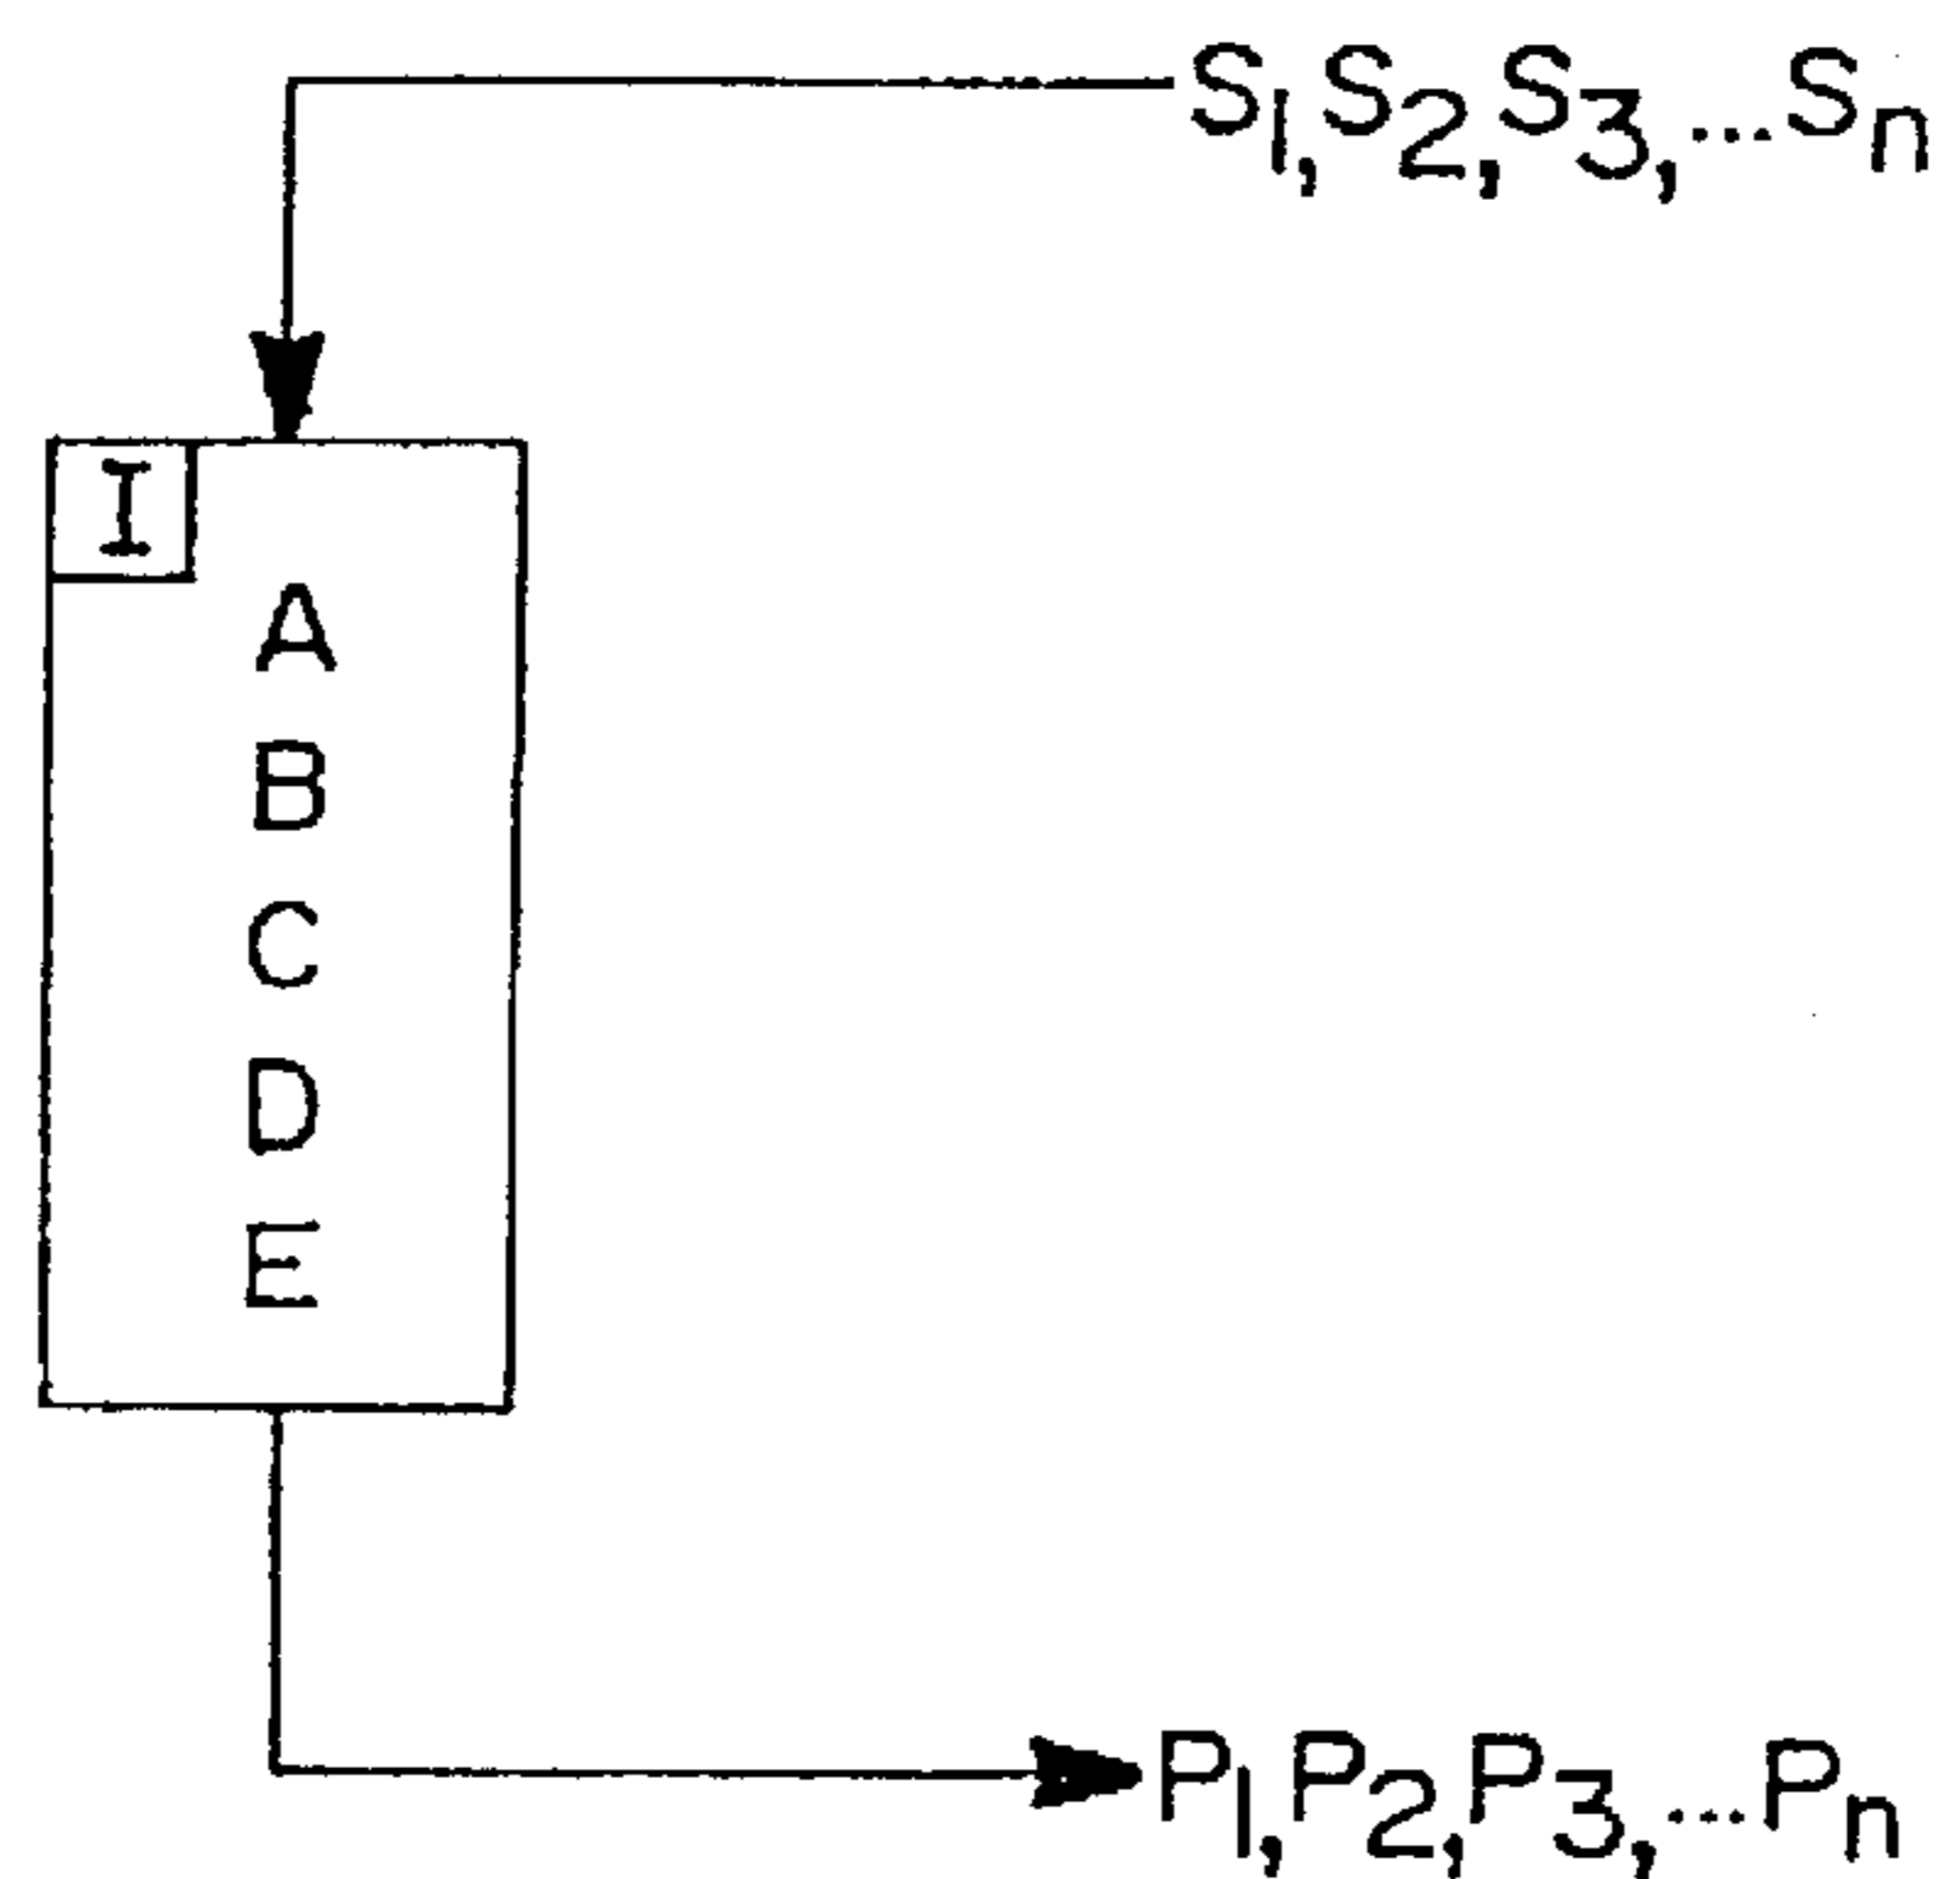 S1,S2,S3,...Sn
I
A
B
C
D
E
P1,P2,P3,...Pn